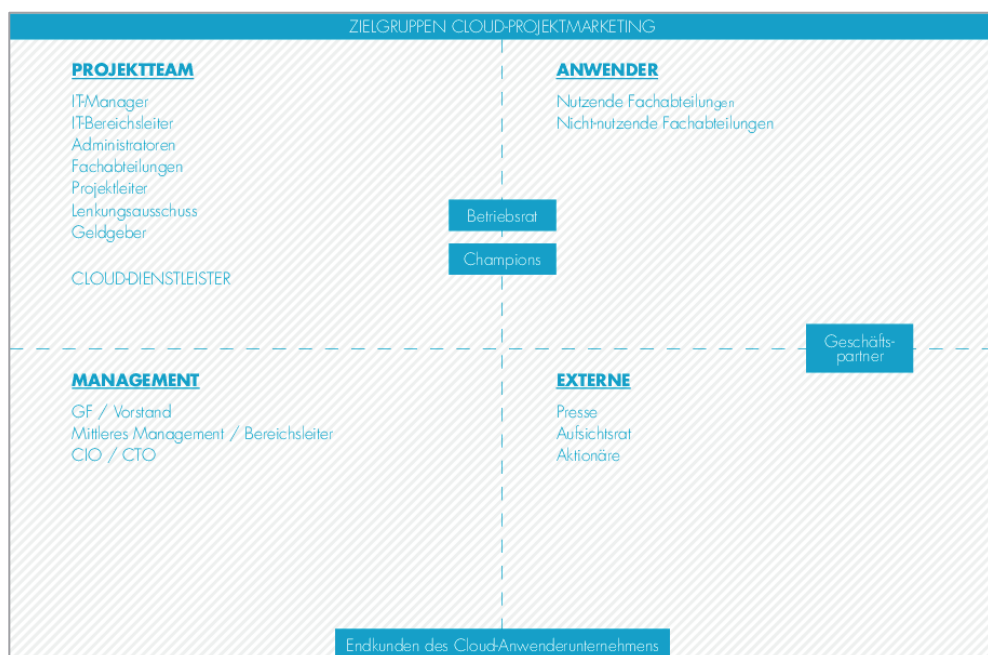 ZIELGRUPPEN CLOUD-PROJEKTMARKETING
PROJEKTTEAM
IT-Manager
IT-Bereichsleiter
Administratoren
Fachabteilungen
Projektleiter
Lenkungsausschuss
Geldgeber
CLOUD-DIENSTLEISTER
ANWENDER
Nutzende Fachabteilungen
Nicht-nutzende Fachabteilungen
Betriebsrat
Champions
Geschäfts-
partner
MANAGEMENT
GF / Vorstand
Mittleres Management / Bereichsleiter
CIO / CTO
EXTERNE
Presse
Aufsichtsrat
Aktionäre
Endkunden des Cloud-Anwenderunternehmens